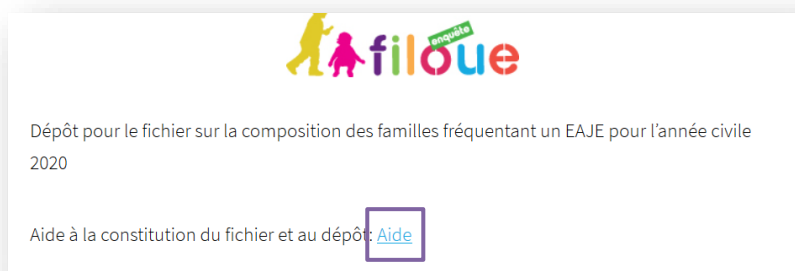 enquête
filoue
Dépôt pour le fichier sur la composition des familles fréquentant un EAJE pour l’année civile
2020
Aide à la constitution du fichier et au dépôt: Aide